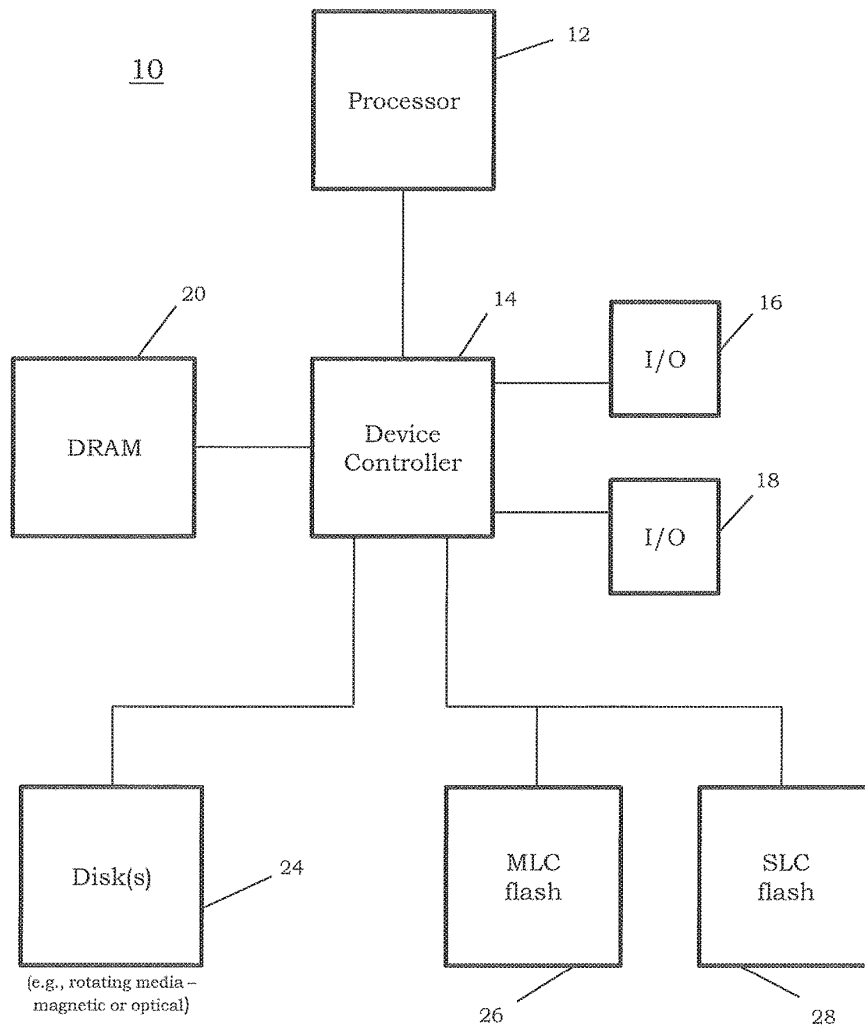 12
10
Processor
20
14
16
I/O
DRAM
Device
Controller
18
I/O
Disk(s)
24
MLC
flash
SLC
flash
(e.g., rotating media –
magnetic or optical)
26
28